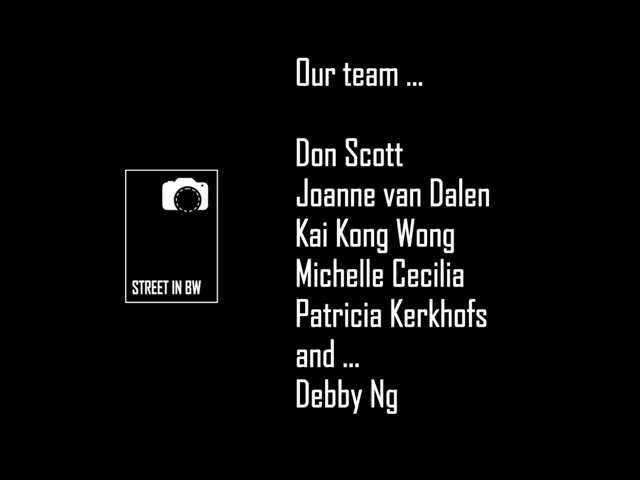 Our team ...
Don Scott
Joanne van Dalen
Kai Kong Wong
Michelle Cecilia
Patricia Kerkhofs
and ...
Debby Ng
STREET IN BW